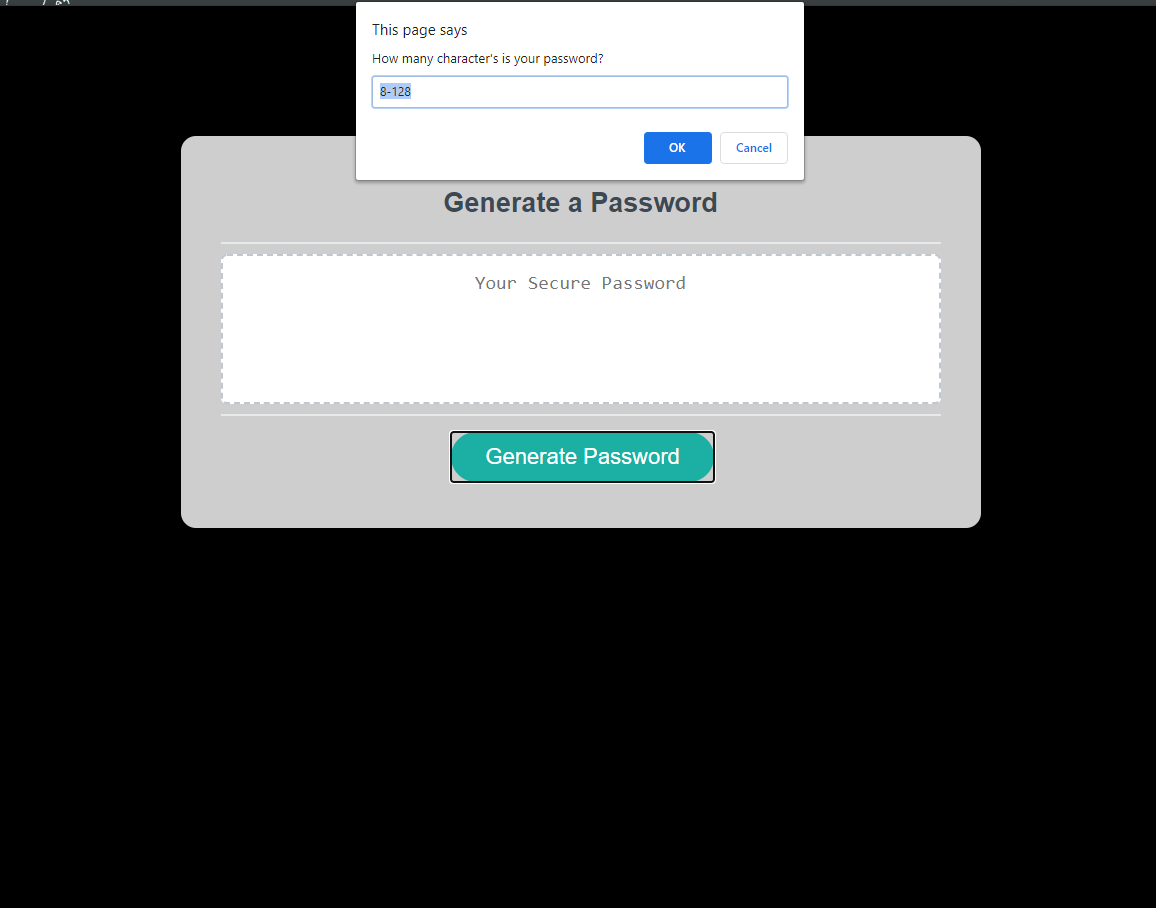 This page says
How many character's is your password?
8-128
OK
Cancel
Generate a Password
Your Secure Password
Generate Password